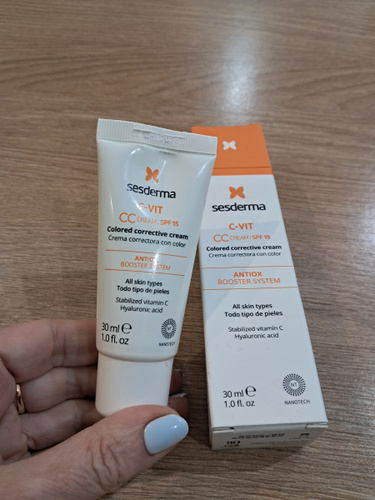 sesderma
C-VIT
CC CREAM | SPF 15
Colored corrective cream
Crema correctora con color
ANTIOX
BOOSTER SYSTEM
All skin types
Todo tipo de pieles
Stabilized vitamin C
Hyaluronic acid
30 ml e
1.0 fl. oz
NANOTECH
sesderma
C-VIT
CC CREAM | SPF 15
Colored corrective cream
Crema correctora con color
ANTIOX
BOOSTER SYSTEM
All skin types
Todo tipo de pieles
Stabilized vitamin C
Hyaluronic acid
30 ml e
1.0 fl. oz
NT
NANOTECH